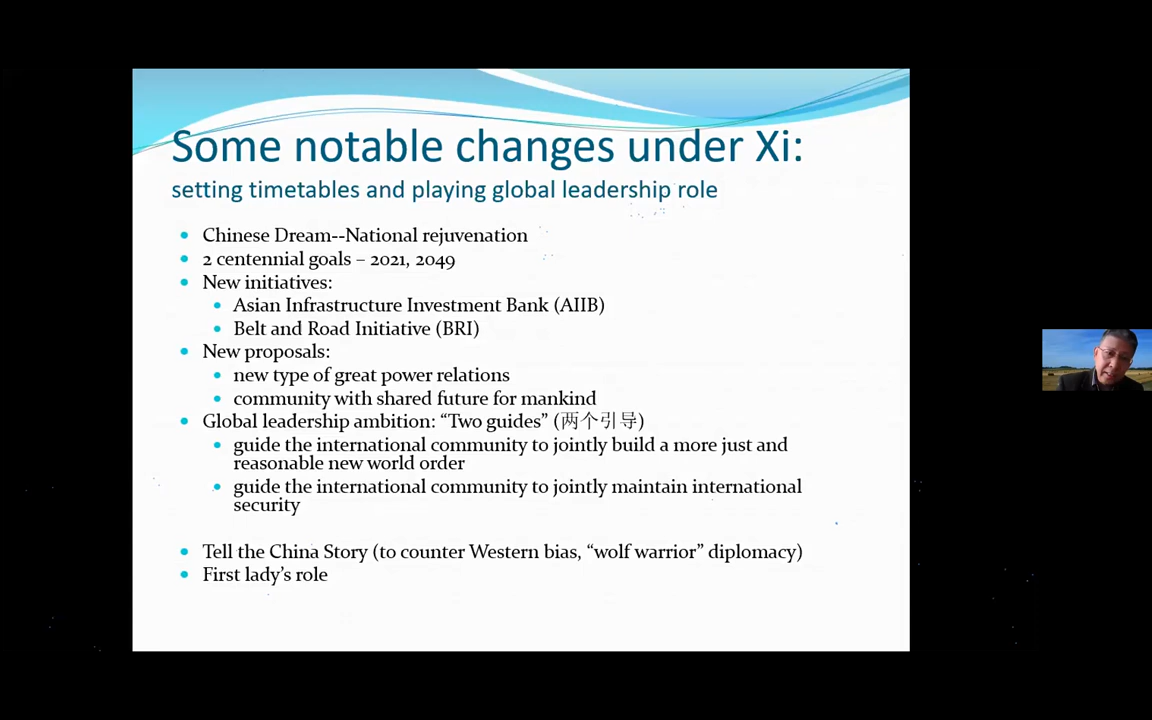 Some notable changes under Xi:
setting timetables and playing global leadership role
Chinese Dream--National rejuvenation
2 centennial goals – 2021, 2049
New initiatives:
Asian Infrastructure Investment Bank (AIIB)
Belt and Road Initiative (BRI)
New proposals:
new type of great power relations
community with shared future for mankind
Global leadership ambition: “Two guides” (两个引导)
guide the international community to jointly build a more just and
reasonable new world order
guide the international community to jointly maintain international
security
Tell the China Story (to counter Western bias, “wolf warrior” diplomacy)
First lady’s role